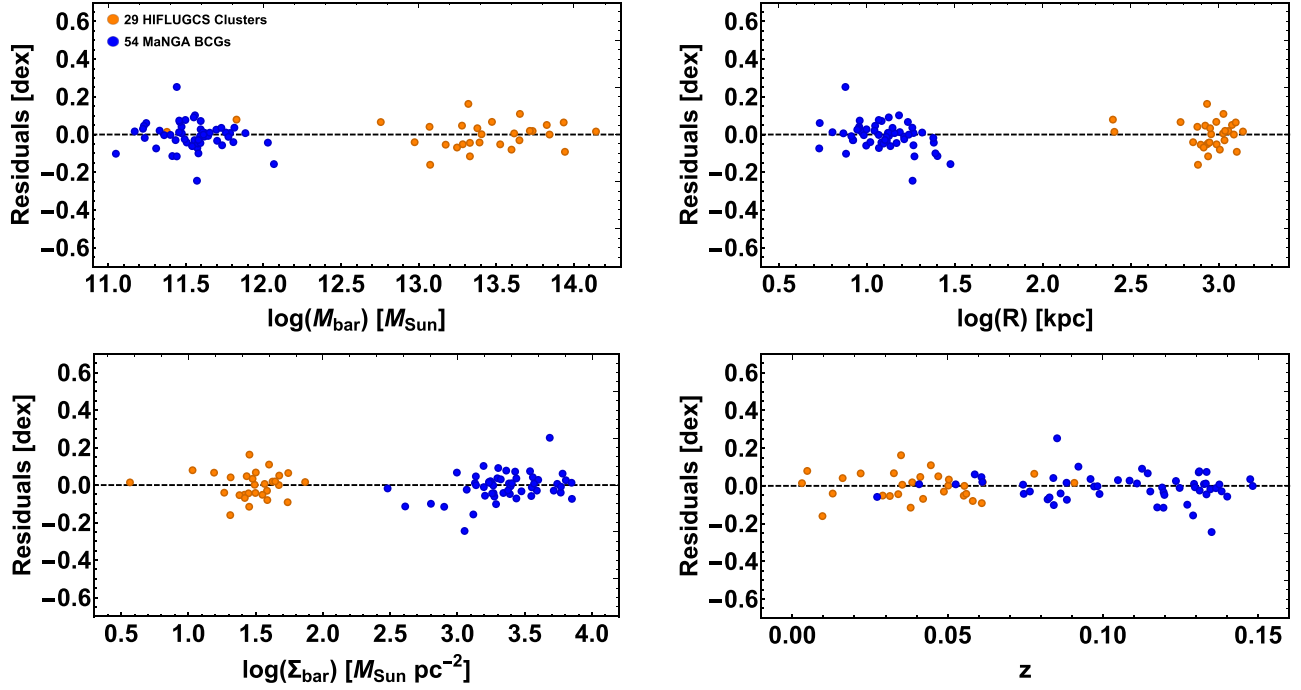 0.6
0.4
0.2
0.0
−0.2
−0.4
−0.6
Residuals [dex]
29 HIFLUGCS Clusters
54 MaNGA BCGs
11.0 11.5 12.0 12.5 13.0 13.5 14.0
log(M_bar) [M_Sun]
0.6
0.4
0.2
0.0
−0.2
−0.4
−0.6
Residuals [dex]
0.5 1.0 1.5 2.0 2.5 3.0
log(R) [kpc]
0.6
0.4
0.2
0.0
−0.2
−0.4
−0.6
Residuals [dex]
0.5 1.0 1.5 2.0 2.5 3.0 3.5 4.0
log(Σ_bar) [M_Sun pc⁻²]
0.6
0.4
0.2
0.0
−0.2
−0.4
−0.6
Residuals [dex]
0.00 0.05 0.10 0.15
z